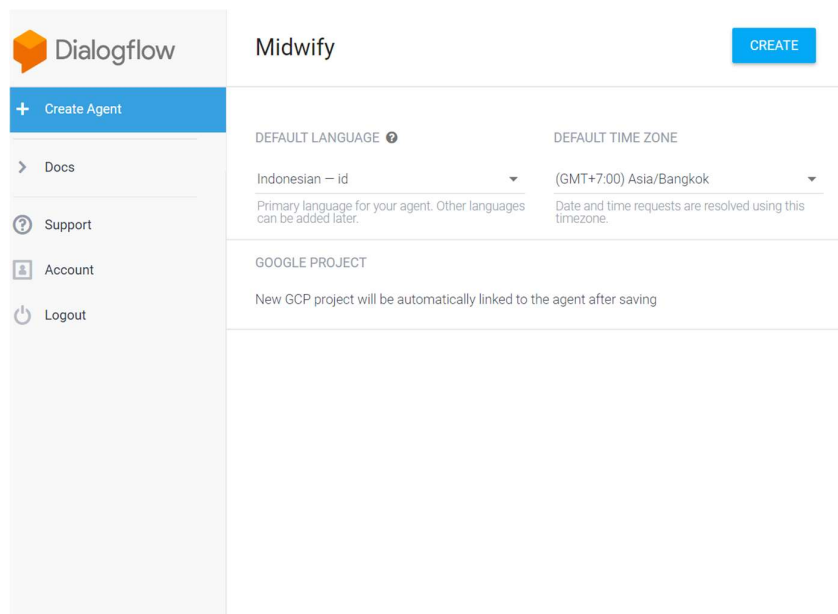 Dialogflow
Create Agent
Docs
Support
Account
Logout
Midwify
CREATE
DEFAULT LANGUAGE
Indonesian — id
Primary language for your agent. Other languages
can be added later.
DEFAULT TIME ZONE
(GMT+7:00) Asia/Bangkok
Date and time requests are resolved using this
timezone.
GOOGLE PROJECT
New GCP project will be automatically linked to the agent after saving